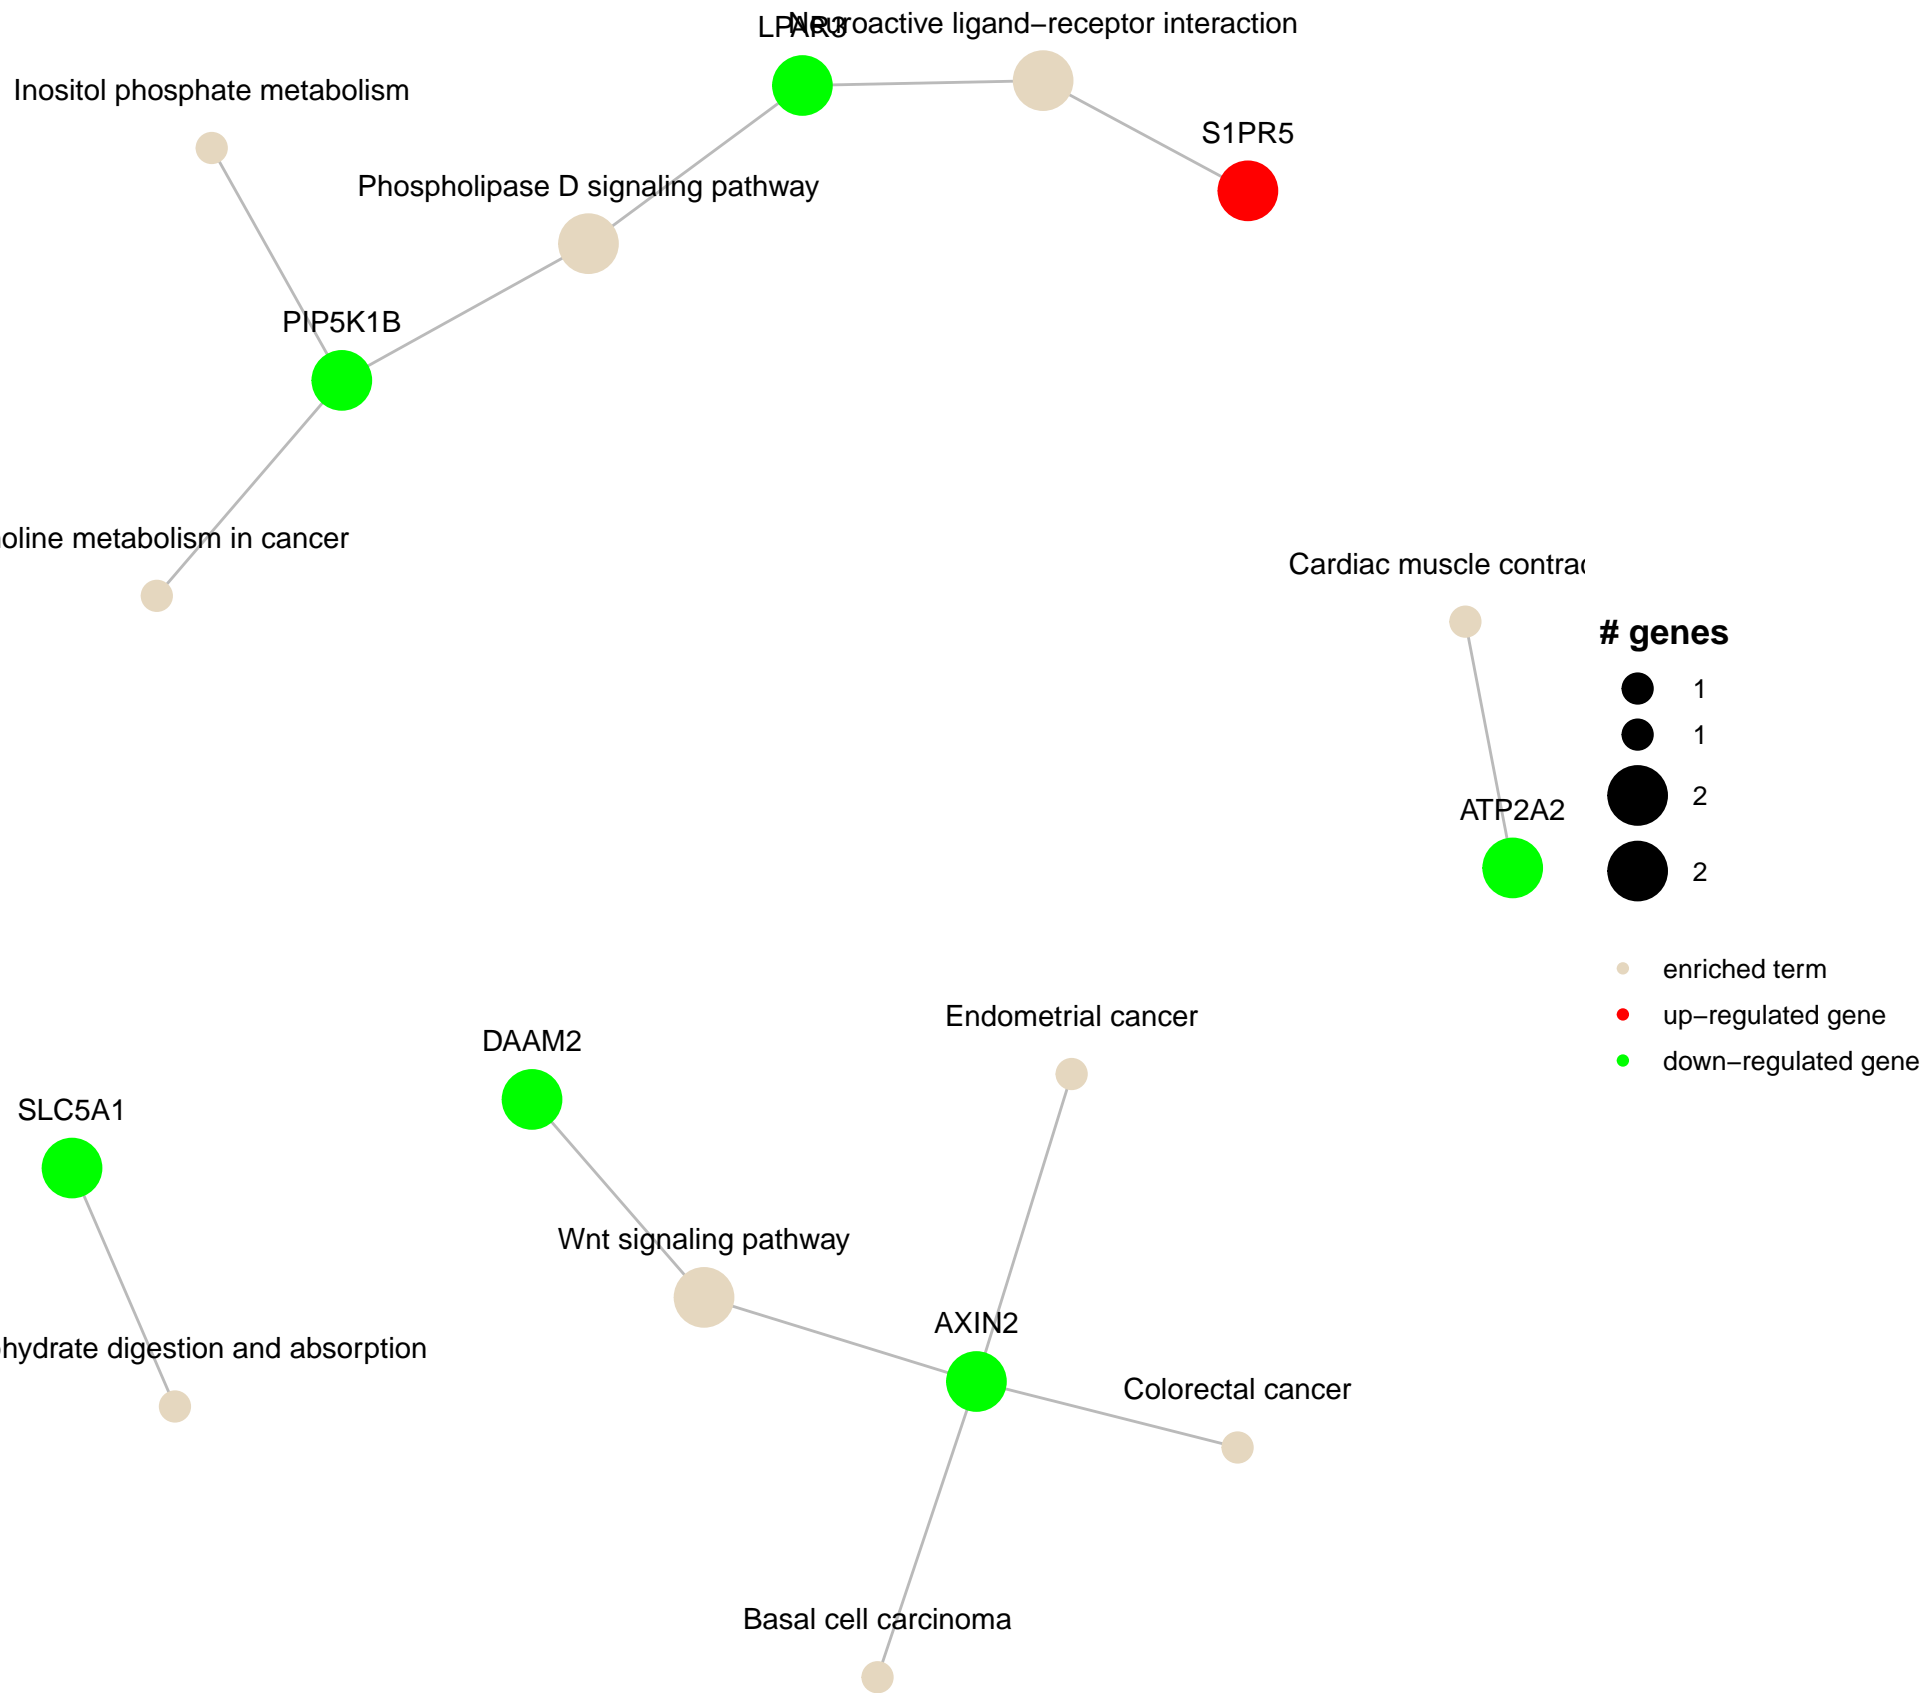 LPAR3
Neuroactive ligand–receptor interaction
Inositol phosphate metabolism
S1PR5
Phospholipase D signaling pathway
PIP5K1B
oline metabolism in cancer
Cardiac muscle contrac
# genes
1
1
2
ATP2A2
2
enriched term
up–regulated gene
down–regulated gene
Endometrial cancer
DAAM2
SLC5A1
Wnt signaling pathway
AXIN2
hydrate digestion and absorption
Colorectal cancer
Basal cell carcinoma